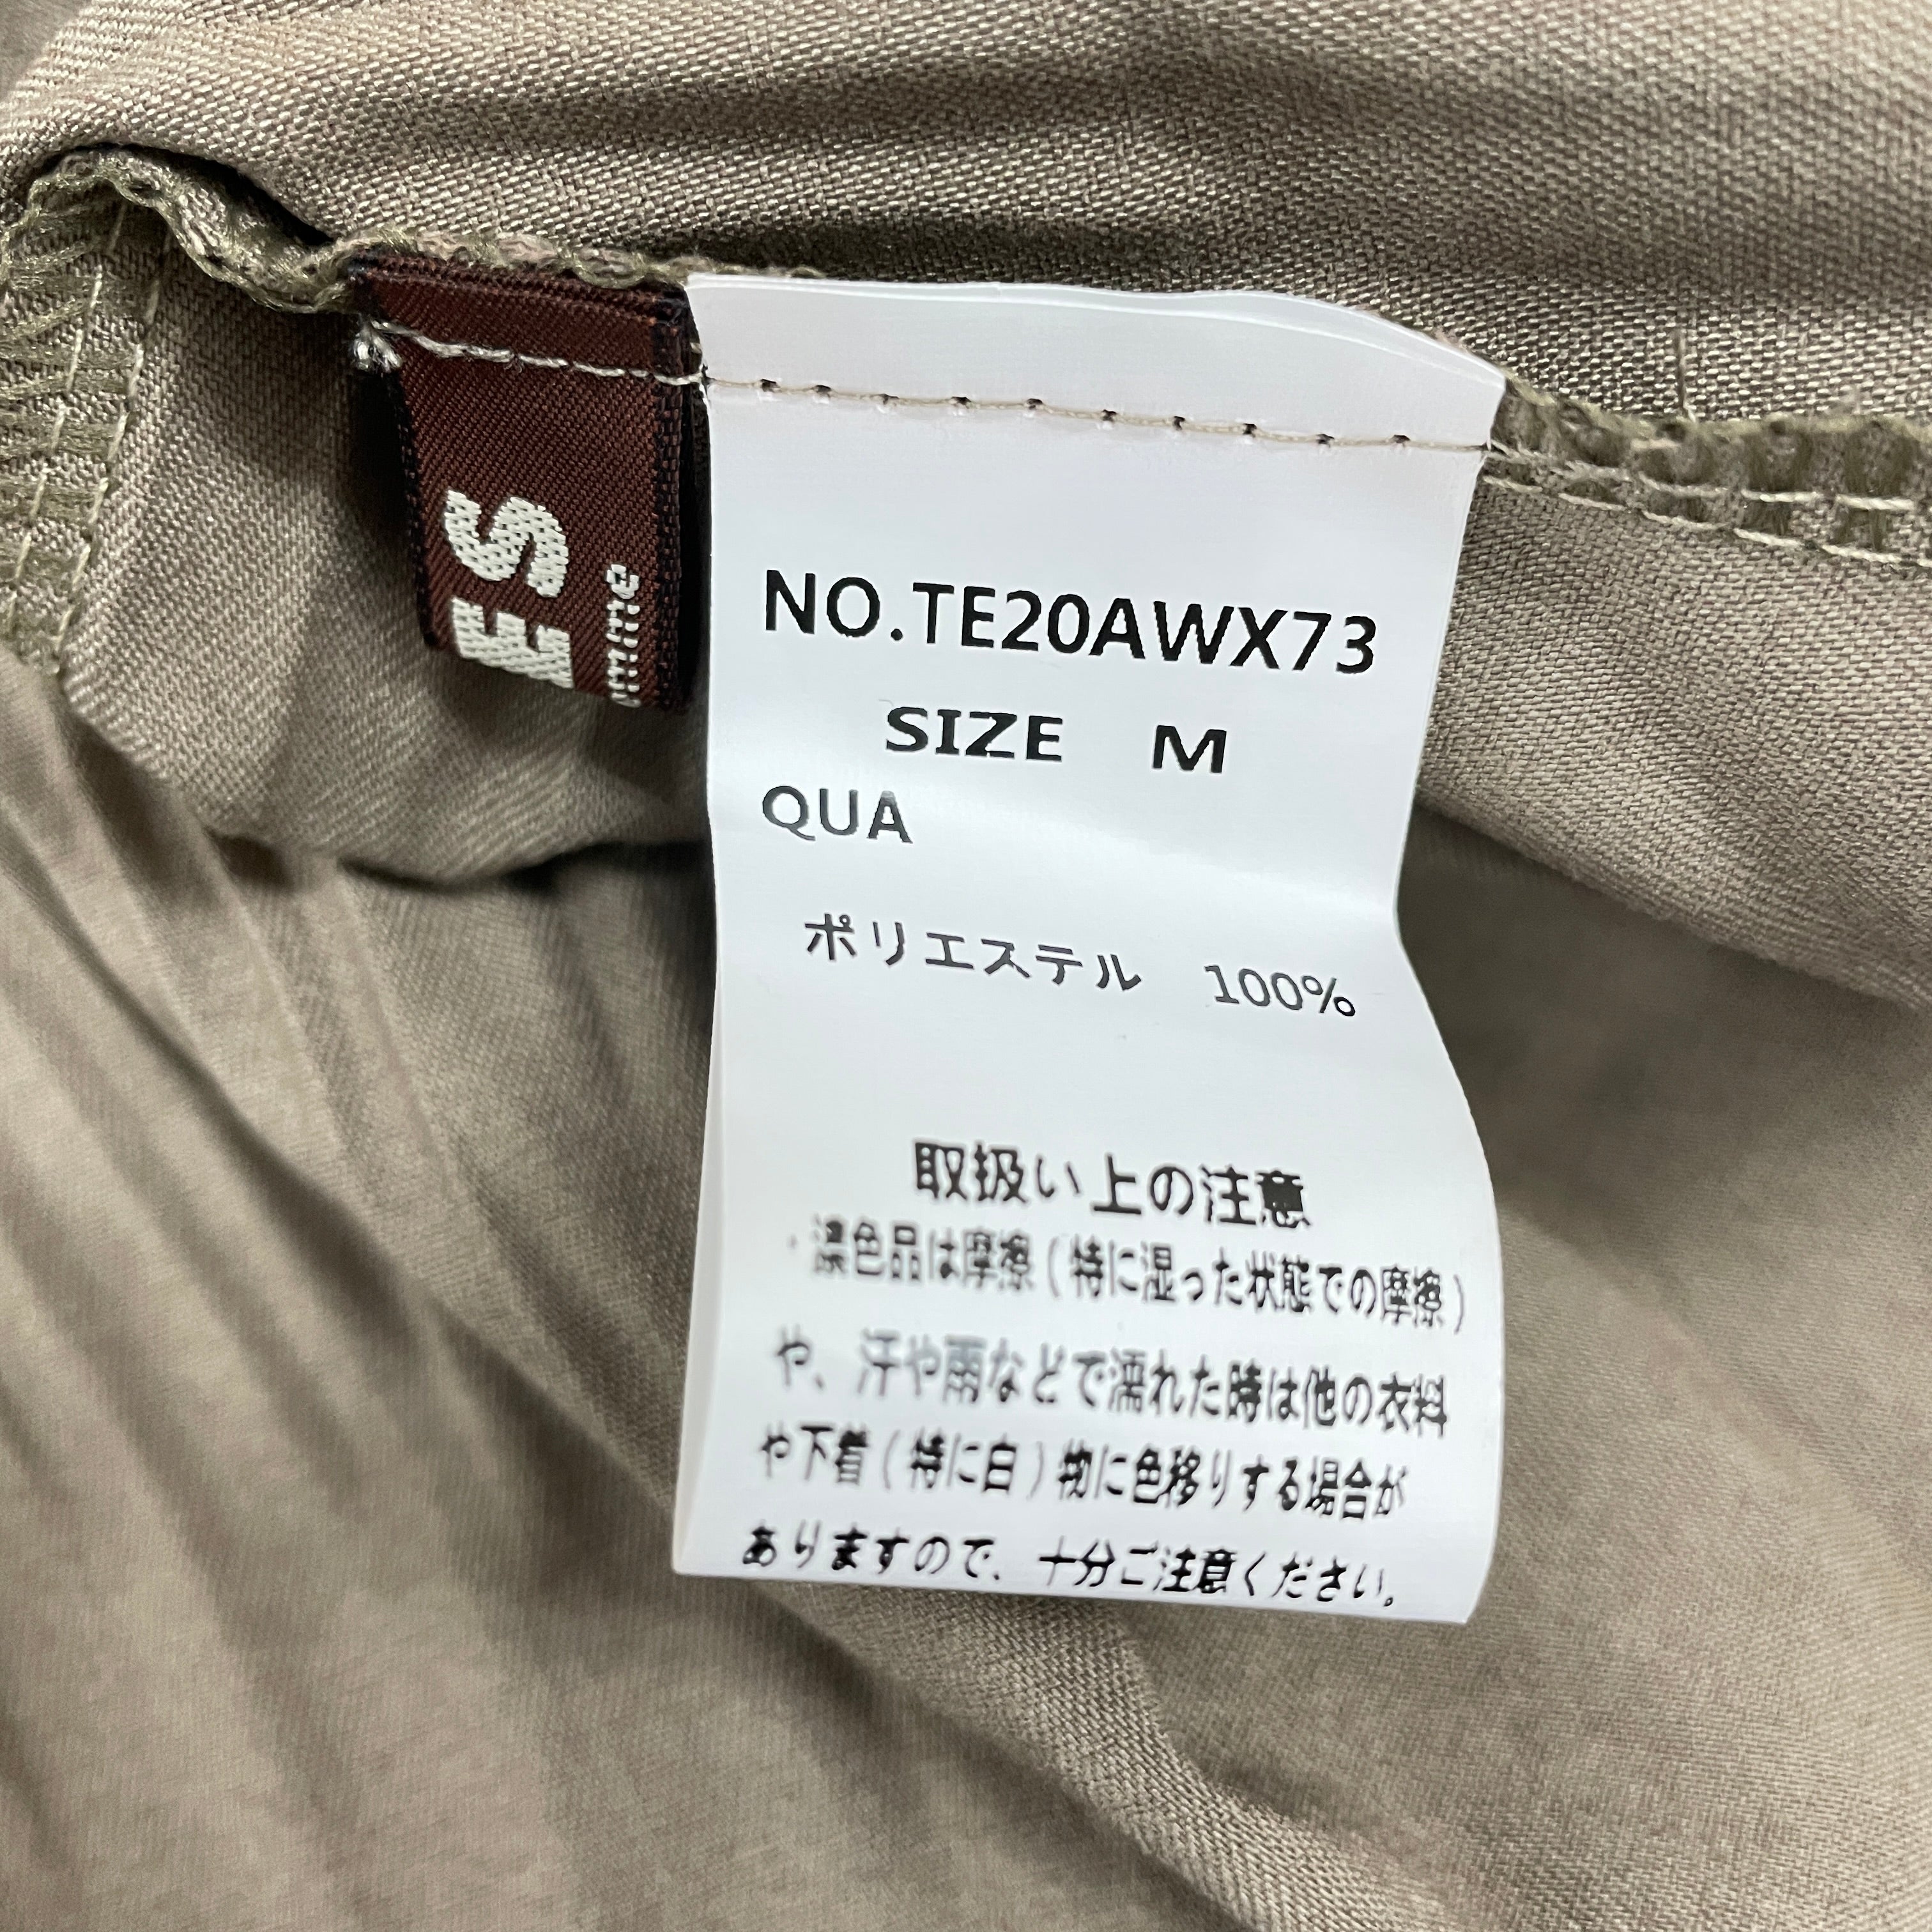 ES
NO.TE20AWX73
SIZE M
QUA
ポリエステル 100%
取扱い上の注意
・濃色品は摩擦(特に湿った状態での摩擦)
や、汗や雨などで濡れた時は他の衣料
や下着(特に白)物に色移りする場合が
ありますので、十分ご注意ください。